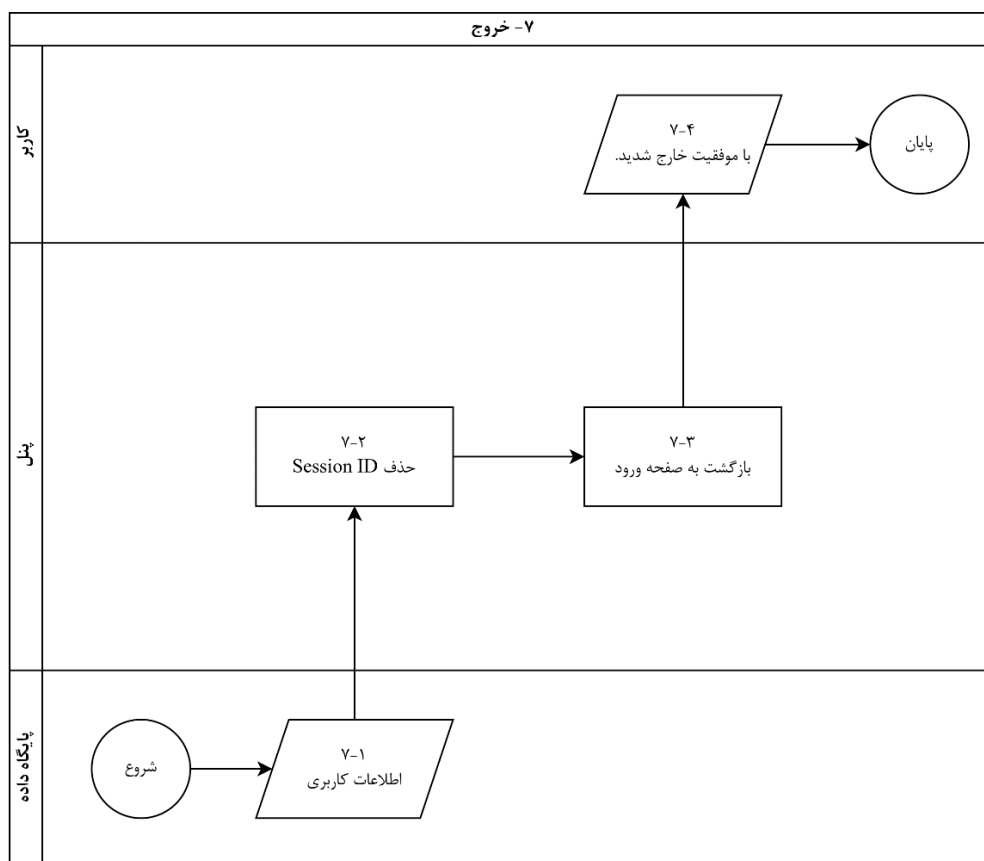 ۷- خروج
کاربر
۷-۴
با موفقیت خارج شدید.
پایان
پنل
۷-۲
حذف Session ID
۷-۳
بازگشت به صفحه ورود
پایگاه داده
شروع
۷-۱
اطلاعات کاربری